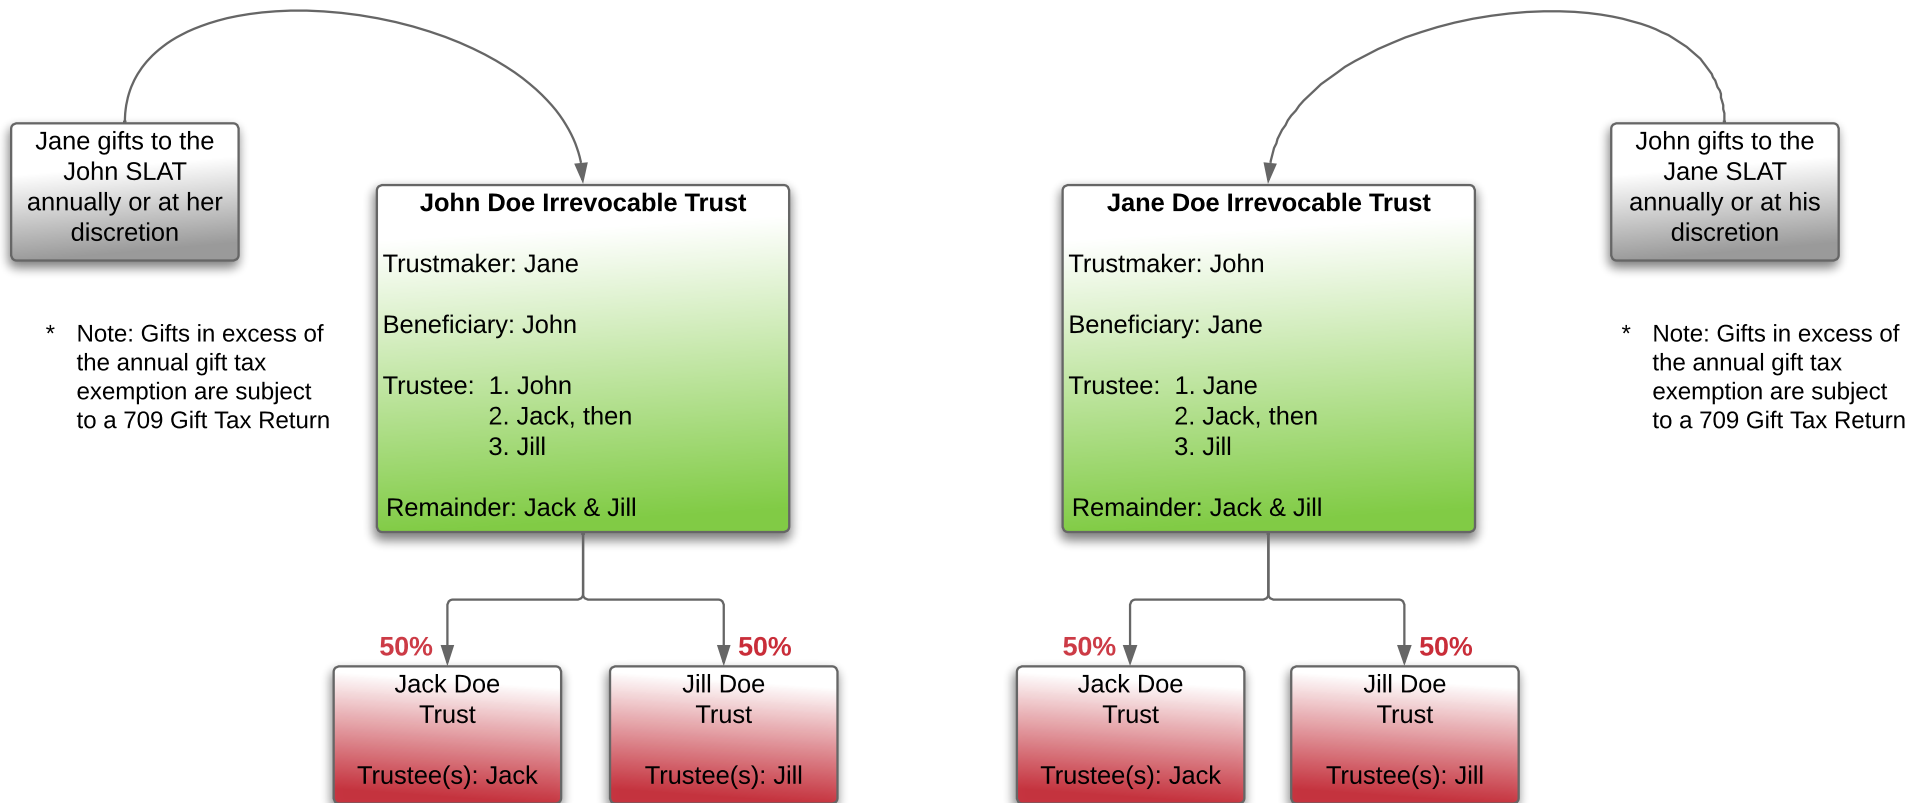 Jane gifts to the
John SLAT
annually or at her
discretion
* Note: Gifts in excess of
the annual gift tax
exemption are subject
to a 709 Gift Tax Return
John Doe Irrevocable Trust
Trustmaker: Jane
Beneficiary: John
Trustee: 1. John
2. Jack, then
3. Jill
Remainder: Jack & Jill
50%
50%
Jack Doe
Trust
Trustee(s): Jack
Jill Doe
Trust
Trustee(s): Jill
Jane Doe Irrevocable Trust
Trustmaker: John
Beneficiary: Jane
Trustee: 1. Jane
2. Jack, then
3. Jill
Remainder: Jack & Jill
50%
50%
Jack Doe
Trust
Trustee(s): Jack
Jill Doe
Trust
Trustee(s): Jill
John gifts to the
Jane SLAT
annually or at his
discretion
* Note: Gifts in excess of
the annual gift tax
exemption are subject
to a 709 Gift Tax Return